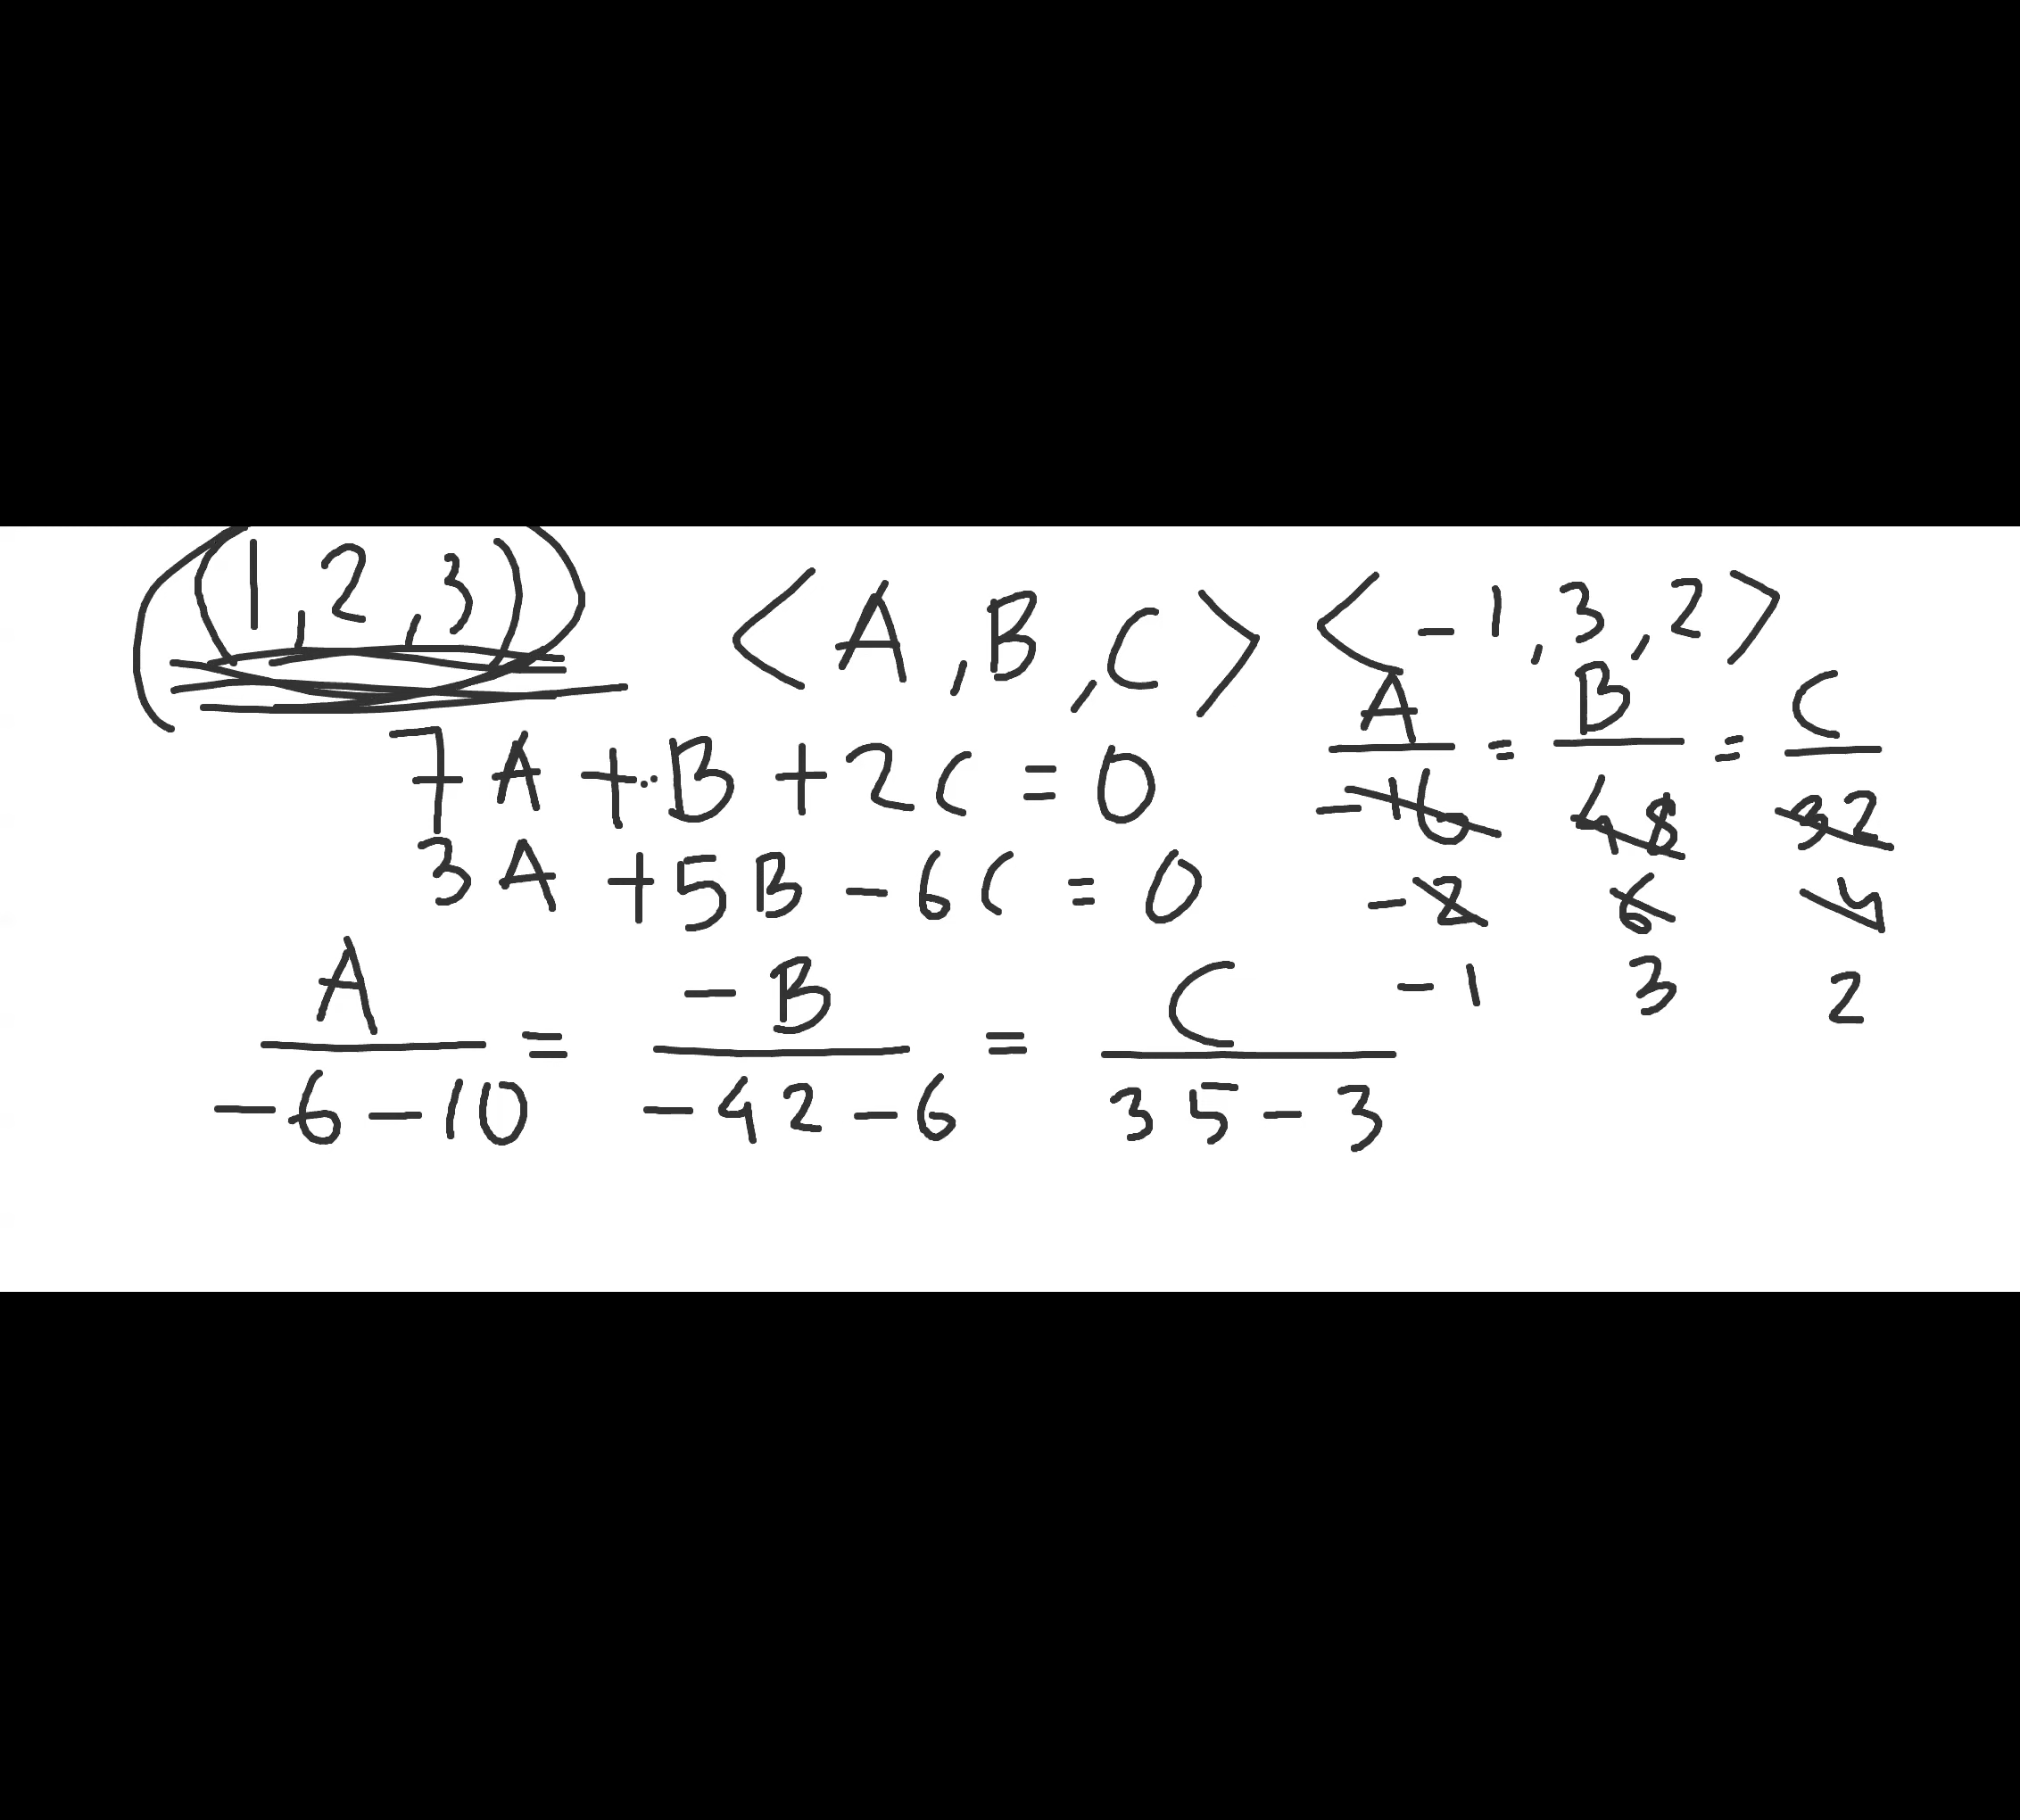 (1, 2, 3) <A, B, C> <-1, 3, 2>
7A + B + 2C = 0
3A + 5B - 6C = 0
A/-6-10 = -B/-42-6 = C/35-3
A/-16 = B/48 = C/32
-2 6 4
-1 3 2